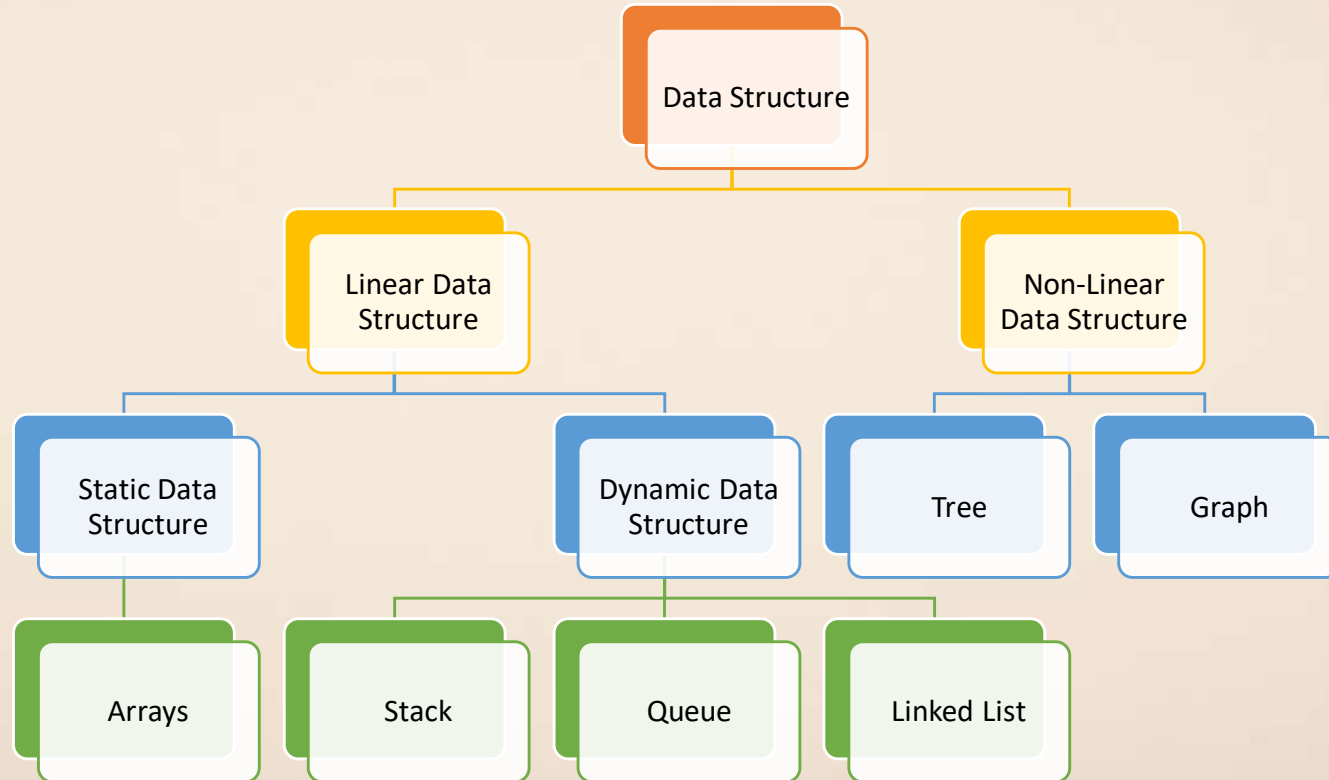 Data Structure
Linear Data
Structure
Non-Linear
Data Structure
Static Data
Structure
Dynamic Data
Structure
Tree
Graph
Arrays
Stack
Queue
Linked List